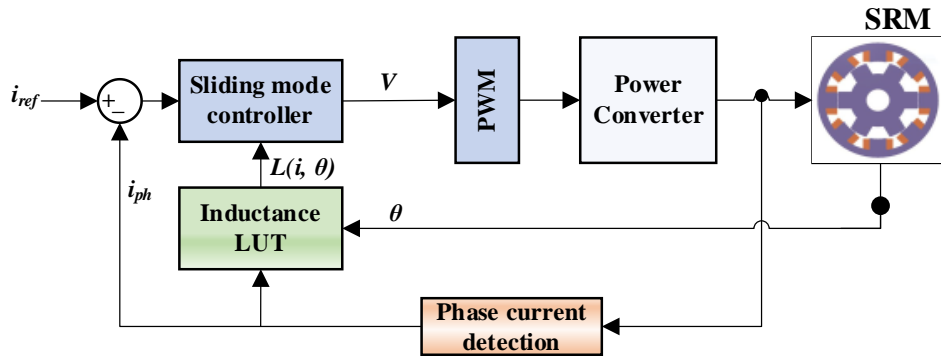 SRM
i_ref
+
−
Sliding mode
controller
V
PWM
Power
Converter
L(i, θ)
i_ph
Inductance
LUT
θ
Phase current
detection